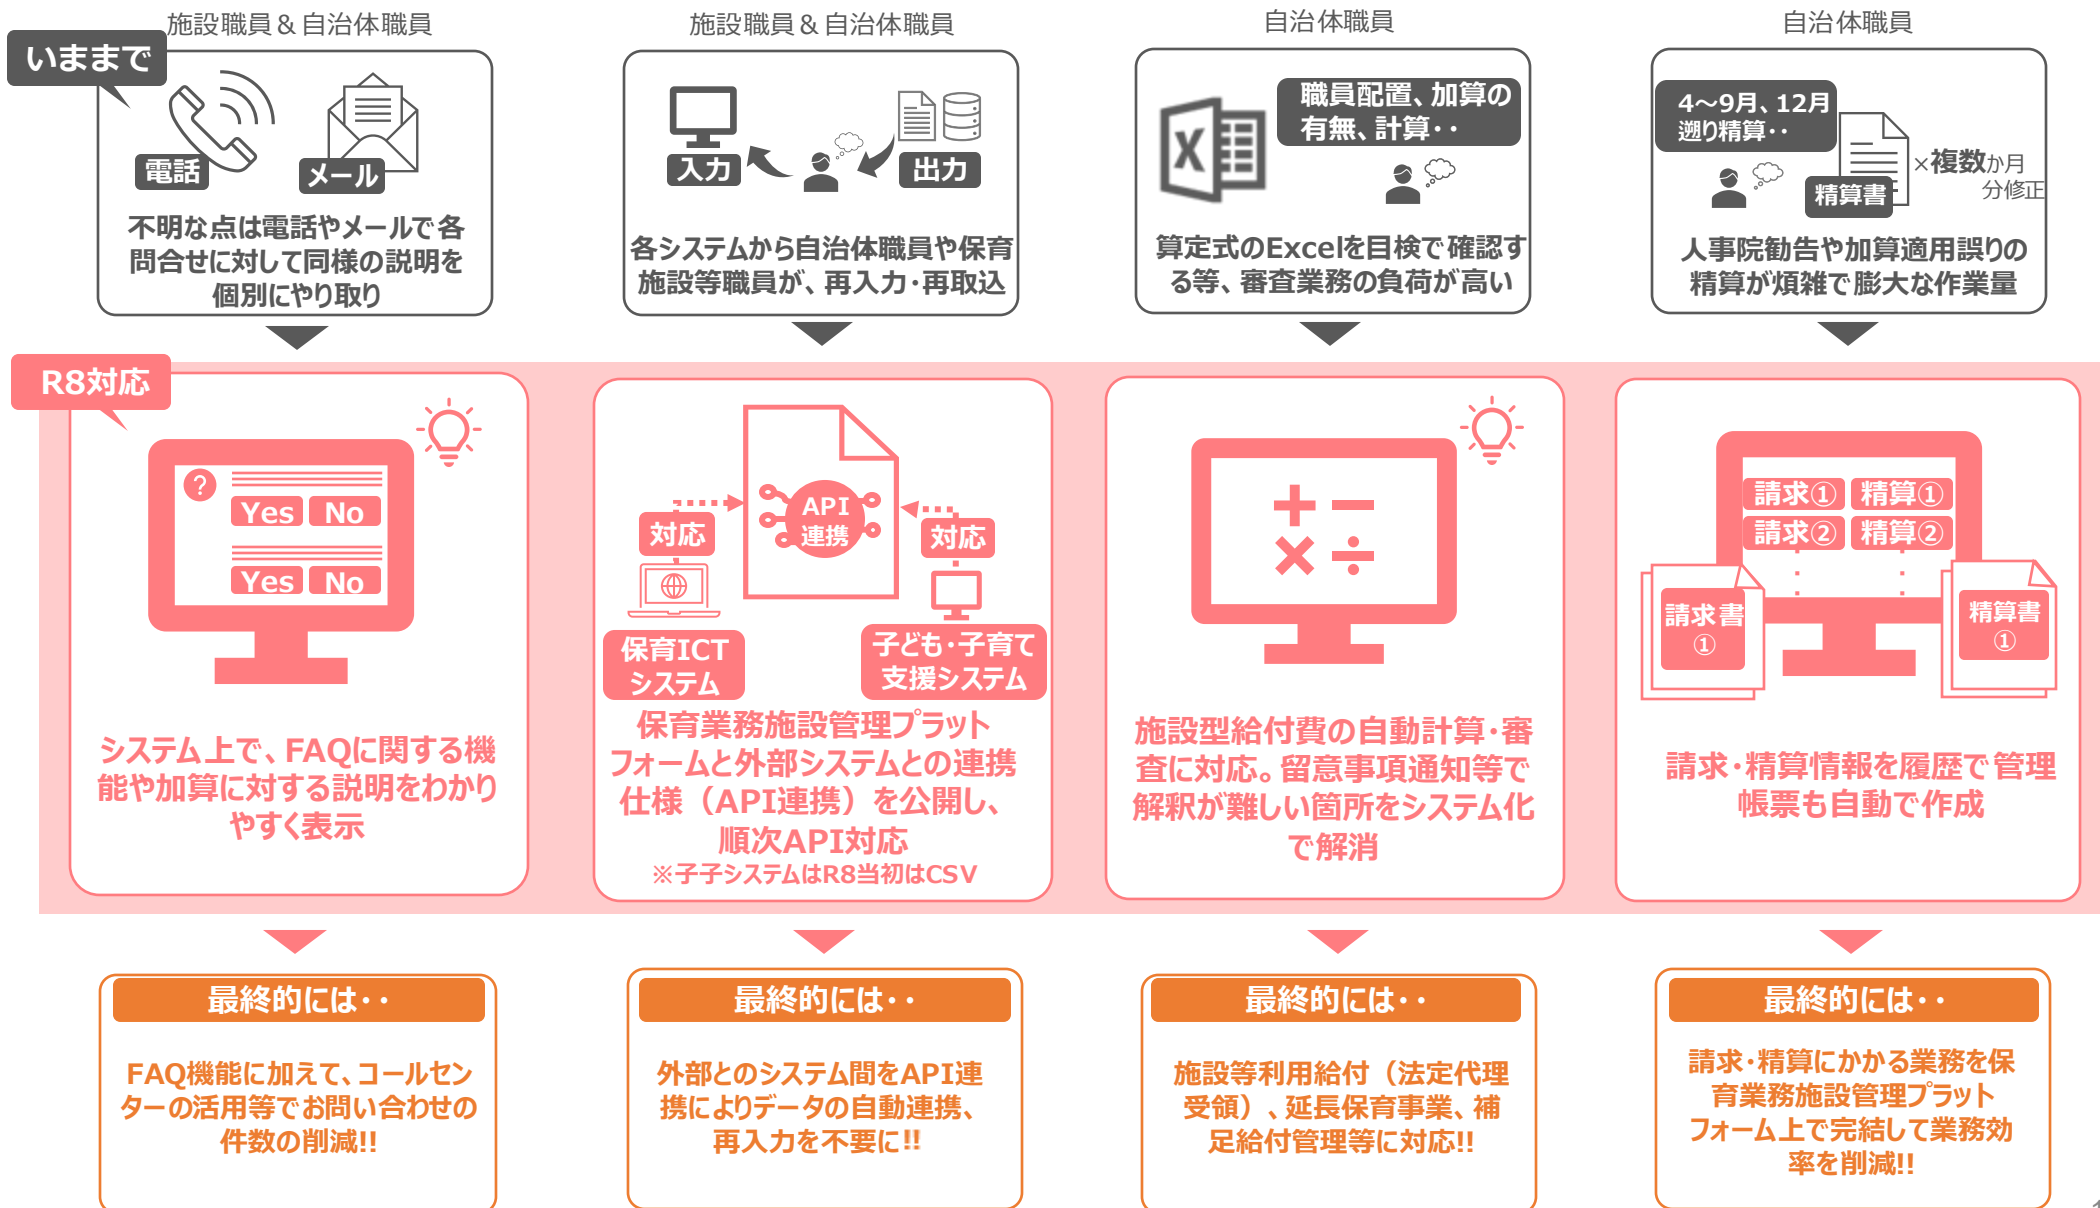 施設職員&自治体職員
施設職員&自治体職員
自治体職員
自治体職員
いままで
電話
メール
不明な点は電話やメールで各
問合せに対して同様の説明を
個別にやり取り
入力
出力
各システムから自治体職員や保育
施設等職員が、再入力・再取込
職員配置、加算の
有無、計算・・
X
算定式のExcelを目検で確認す
る等、審査業務の負荷が高い
4～9月、12月
遡り精算・・
精算書
×複数か月
分修正
人事院勧告や加算適用誤りの
精算が煩雑で膨大な作業量
R8対応
?
Yes No
Yes No
システム上で、FAQに関する機
能や加算に対する説明をわかり
やすく表示
API
連携
対応
対応
保育ICT
システム
子ども・子育て
支援システム
保育業務施設管理プラット
フォームと外部システムとの連携
仕様（API連携）を公開し、
順次API対応
※子子システムはR8当初はCSV
＋－
×÷
施設型給付費の自動計算・審
査に対応。留意事項通知等で
解釈が難しい箇所をシステム化
で解消
請求① 精算①
請求② 精算②
請求書
①
精算書
①
請求・精算情報を履歴で管理
帳票も自動で作成
最終的には・・
FAQ機能に加えて、コールセン
ターの活用等でお問い合わせの
件数の削減!!
最終的には・・
外部とのシステム間をAPI連
携によりデータの自動連携、
再入力を不要に!!
最終的には・・
施設等利用給付（法定代理
受領）、延長保育事業、補
足給付管理等に対応!!
最終的には・・
請求・精算にかかる業務を保
育業務施設管理プラット
フォーム上で完結して業務効
率を削減!!